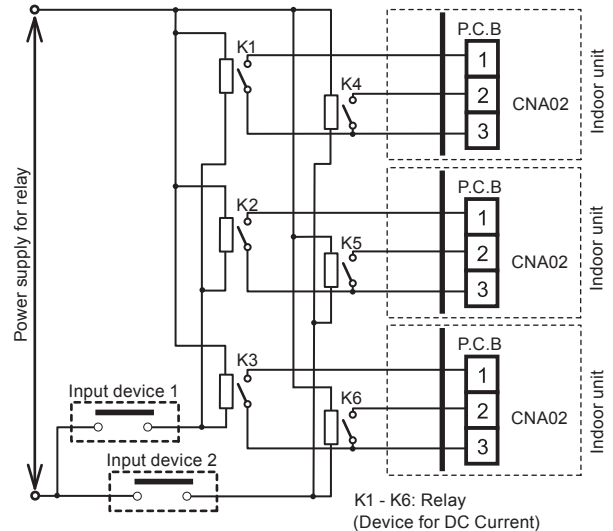 Power supply for relay
K1
K4
P.C.B
1
2
3
CNA02
Indoor unit
K2
K5
P.C.B
1
2
3
CNA02
Indoor unit
K3
K6
P.C.B
1
2
3
CNA02
Indoor unit
Input device 1
Input device 2
K1 - K6: Relay
(Device for DC Current)